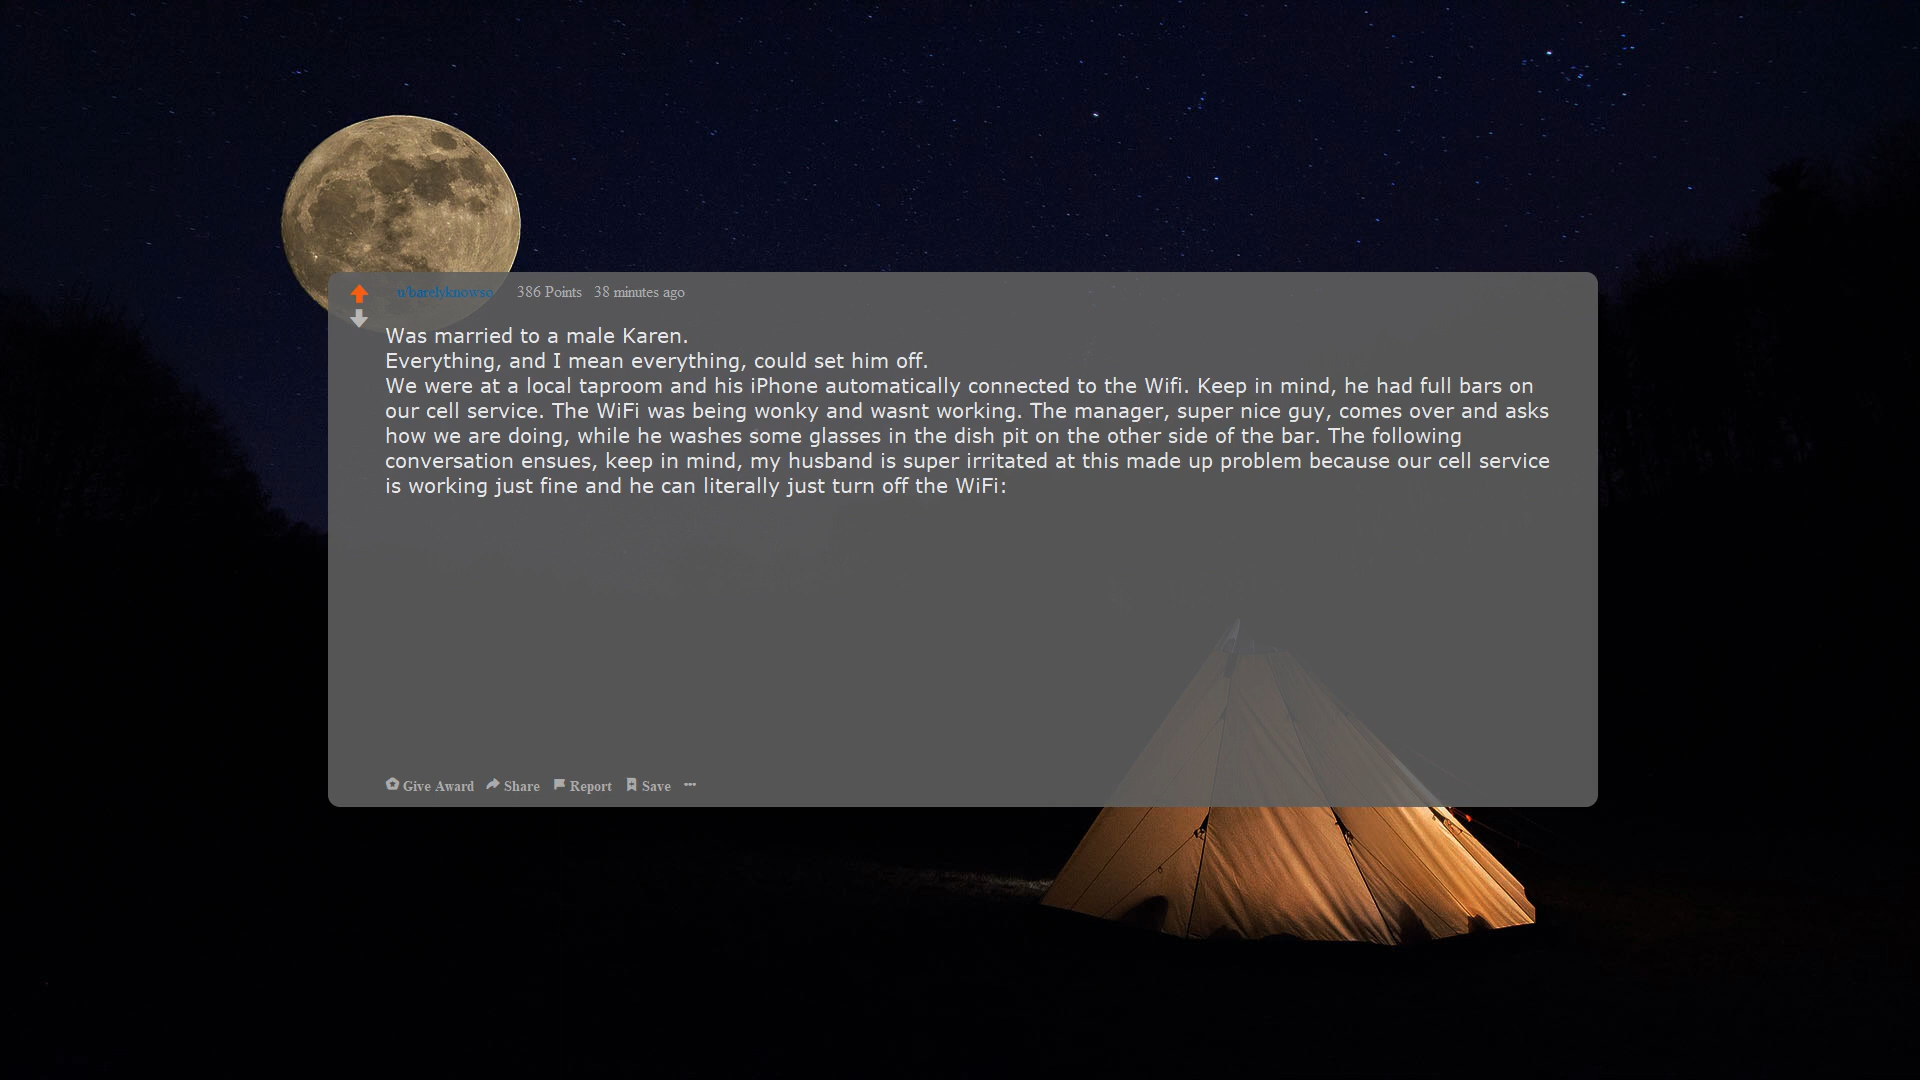 u/barelyknowso 386 Points 38 minutes ago
Was married to a male Karen.
Everything, and I mean everything, could set him off.
We were at a local taproom and his iPhone automatically connected to the Wifi. Keep in mind, he had full bars on
our cell service. The WiFi was being wonky and wasnt working. The manager, super nice guy, comes over and asks
how we are doing, while he washes some glasses in the dish pit on the other side of the bar. The following
conversation ensues, keep in mind, my husband is super irritated at this made up problem because our cell service
is working just fine and he can literally just turn off the WiFi:
Give Award Share Report Save ···